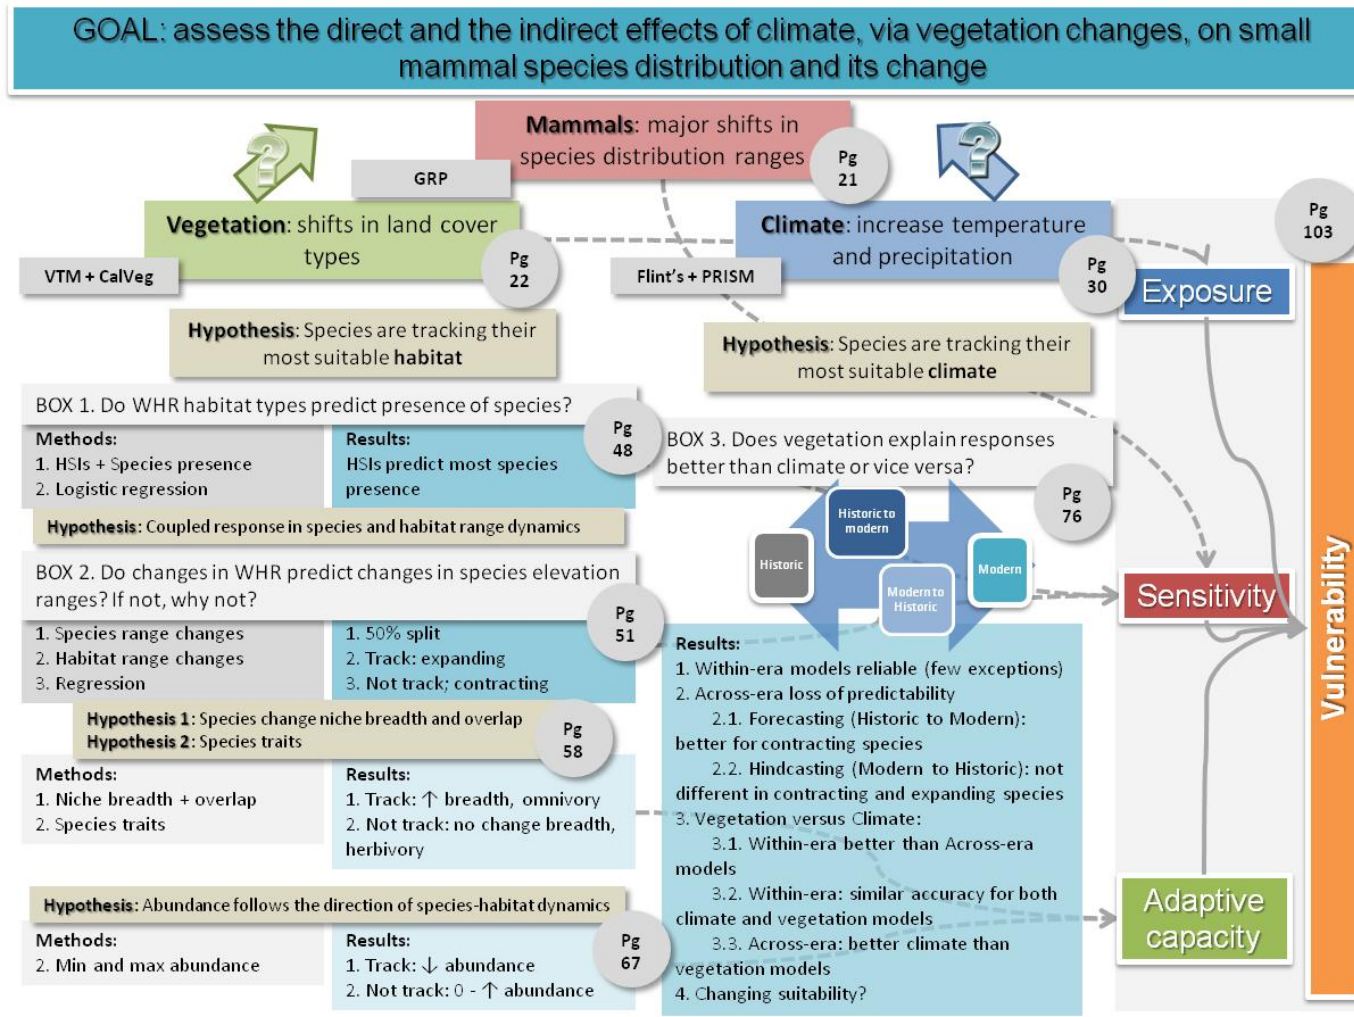 GOAL: assess the direct and the indirect effects of climate, via vegetation changes, on small
mammal species distribution and its change
?
Mammals: major shifts in
species distribution ranges
Pg
21
?
GRP
Vegetation: shifts in land cover
types
Pg
22
VTM + CalVeg
Climate: increase temperature
and precipitation
Pg
30
Flint's + PRISM
Pg
103
Exposure
Hypothesis: Species are tracking their
most suitable habitat
Hypothesis: Species are tracking their
most suitable climate
BOX 1. Do WHR habitat types predict presence of species?
Pg
48
Methods:
1. HSIs + Species presence
2. Logistic regression
Results:
HSIs predict most species
presence
Hypothesis: Coupled response in species and habitat range dynamics
BOX 2. Do changes in WHR predict changes in species elevation
ranges? If not, why not?
Pg
51
1. Species range changes
2. Habitat range changes
3. Regression
1. 50% split
2. Track: expanding
3. Not track; contracting
Hypothesis 1: Species change niche breadth and overlap
Hypothesis 2: Species traits
Pg
58
Methods:
1. Niche breadth + overlap
2. Species traits
Results:
1. Track: ↑ breadth, omnivory
2. Not track: no change breadth,
herbivory
Hypothesis: Abundance follows the direction of species-habitat dynamics
Pg
67
Methods:
2. Min and max abundance
Results:
1. Track: ↓ abundance
2. Not track: 0 - ↑ abundance
BOX 3. Does vegetation explain responses
better than climate or vice versa?
Pg
76
Historic to
modern
Historic
Modern
Modern to
Historic
Results:
1. Within-era models reliable (few exceptions)
2. Across-era loss of predictability
2.1. Forecasting (Historic to Modern):
better for contracting species
2.2. Hindcasting (Modern to Historic): not
different in contracting and expanding species
3. Vegetation versus Climate:
3.1. Within-era better than Across-era
models
3.2. Within-era: similar accuracy for both
climate and vegetation models
3.3. Across-era: better climate than
vegetation models
4. Changing suitability?
Sensitivity
Adaptive
capacity
Vulnerability